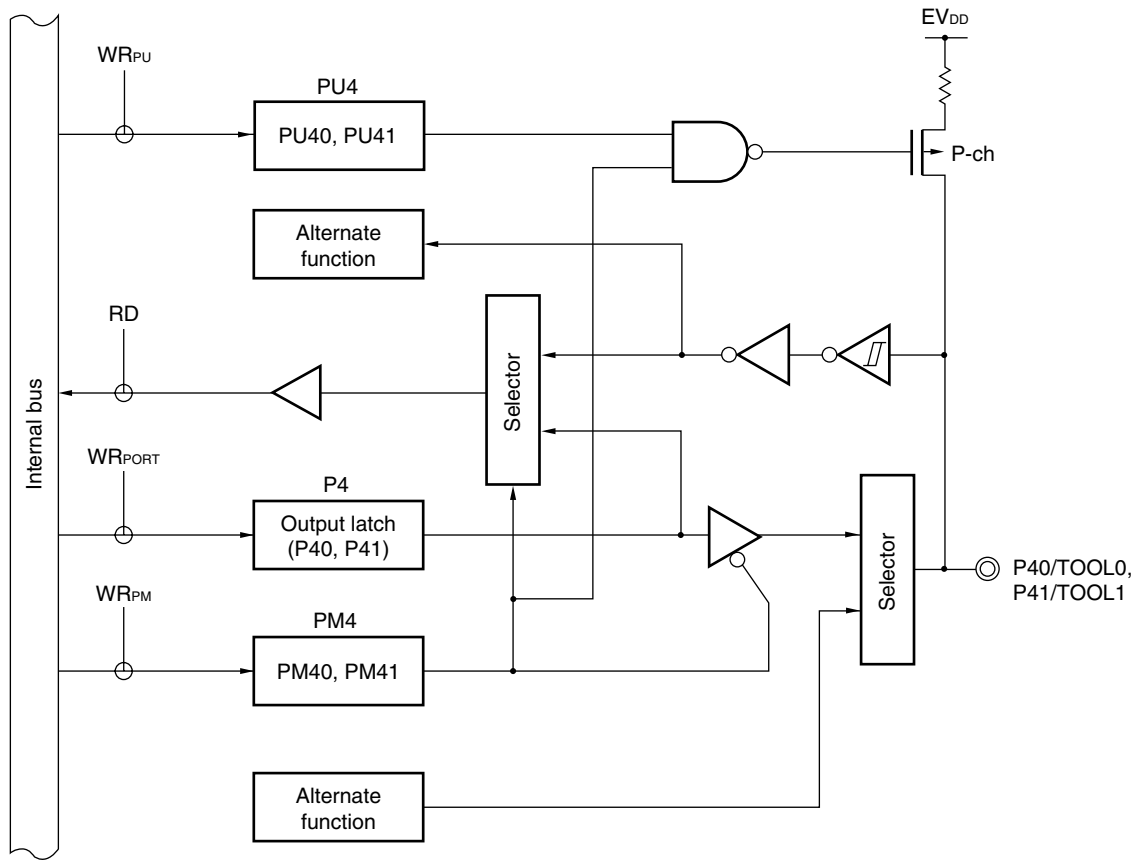 EVDD
WRPU
PU4
PU40, PU41
P-ch
Alternate
function
RD
Selector
Internal bus
WRPORT
P4
Output latch
(P40, P41)
Selector
P40/TOOL0,
P41/TOOL1
WRPM
PM4
PM40, PM41
Alternate
function